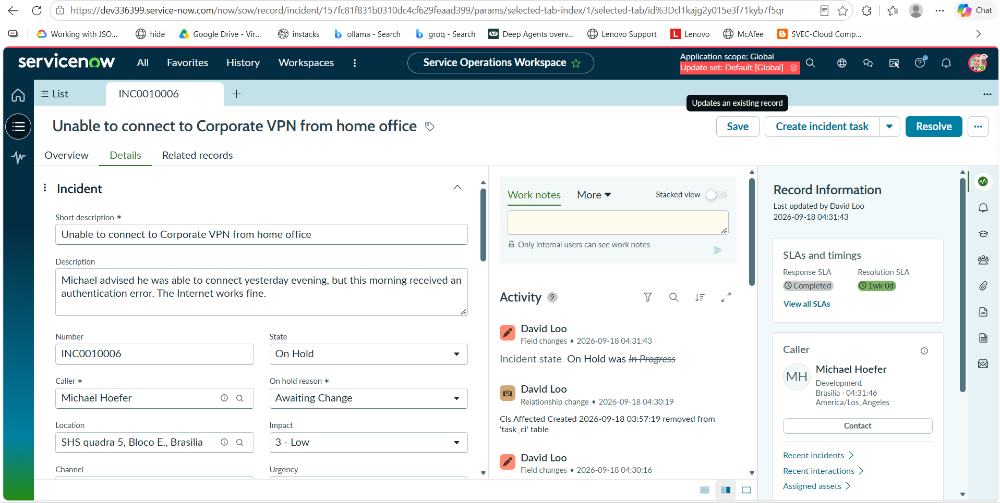 https://dev336399.service-now.com/now/sow/record/incident/157fc81f831b0310dc4cf629feaad399/params/selected-tab-index/1/selected-tab/id%3Dcl1kajg2y015e3f71kyb7f5qr
Chat
Working with JSO...
hide
Google Drive - Vir...
instacks
ollama - Search
groq - Search
Deep Agents overv...
Lenovo Support
Lenovo
McAfee
SVEC-Cloud Comp...
servicenow
All
Favorites
History
Workspaces
Service Operations Workspace
Application scope: Global
Update set: Default [Global]
List
INC0010006
Updates an existing record
Unable to connect to Corporate VPN from home office
Save
Create incident task
Resolve
Overview
Details
Related records
Incident
Short description *
Unable to connect to Corporate VPN from home office
Description
Michael advised he was able to connect yesterday evening, but this morning received an
authentication error. The Internet works fine.
Number
INC0010006
State
On Hold
Caller *
Michael Hoefer
On hold reason *
Awaiting Change
Location
SHS quadra 5, Bloco E., Brasilia
Impact
3 - Low
Channel
Urgency
Work notes
More
Stacked view
Only internal users can see work notes
Activity 9
David Loo
Field changes • 2026-09-18 04:31:43
Incident state On Hold was In Progress
David Loo
Relationship change • 2026-09-18 04:30:19
CIs Affected Created 2026-09-18 03:57:19 removed from
'task_ci' table
David Loo
Field changes • 2026-09-18 04:30:16
Record Information
Last updated by David Loo
2026-09-18 04:31:43
SLAs and timings
Response SLA
Completed
Resolution SLA
1wk 0d
View all SLAs
Caller
MH
Michael Hoefer
Development
Brasilia · 04:31:46
America/Los_Angeles
Contact
Recent incidents
Recent interactions
Assigned assets